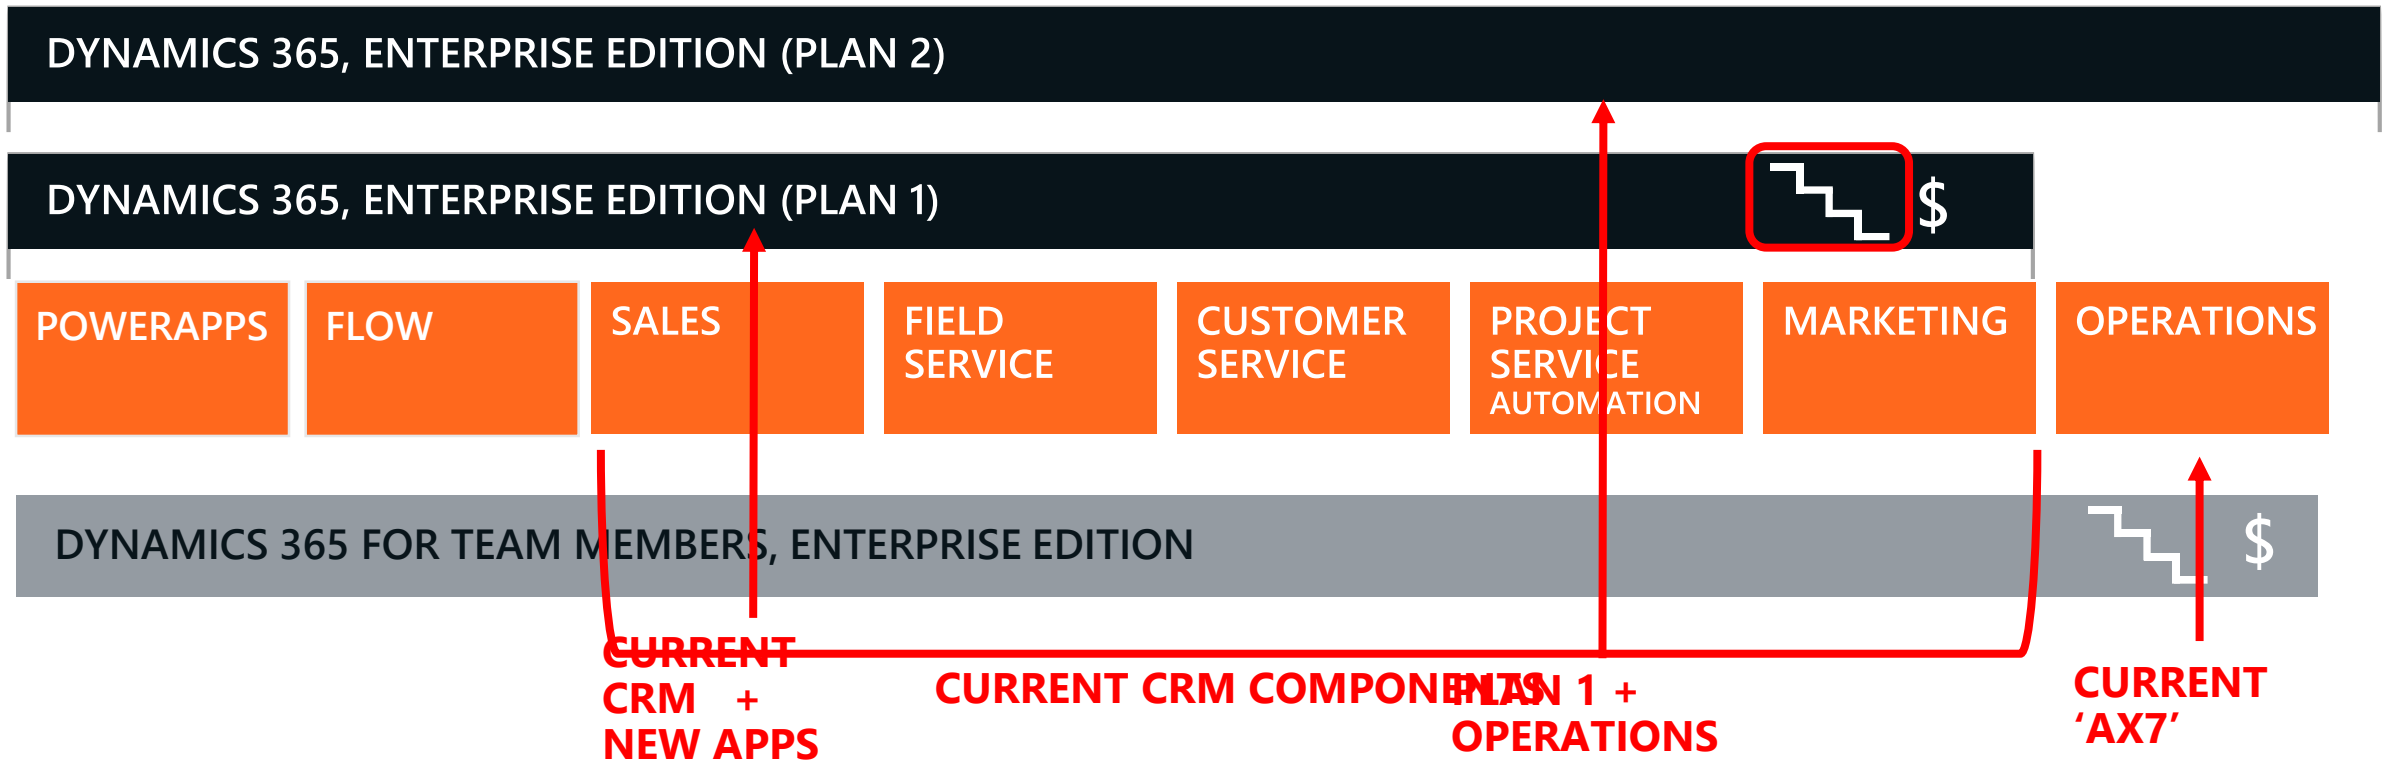 DYNAMICS 365, ENTERPRISE EDITION (PLAN 2)
DYNAMICS 365, ENTERPRISE EDITION (PLAN 1)
$
POWERAPPS
FLOW
SALES
FIELD
SERVICE
CUSTOMER
SERVICE
PROJECT
SERVICE
AUTOMATION
MARKETING
OPERATIONS
DYNAMICS 365 FOR TEAM MEMBERS, ENTERPRISE EDITION
$
CURRENT
CRM +
NEW APPS
CURRENT CRM COMPONENTS
PLAN 1 +
OPERATIONS
CURRENT
‘AX7’